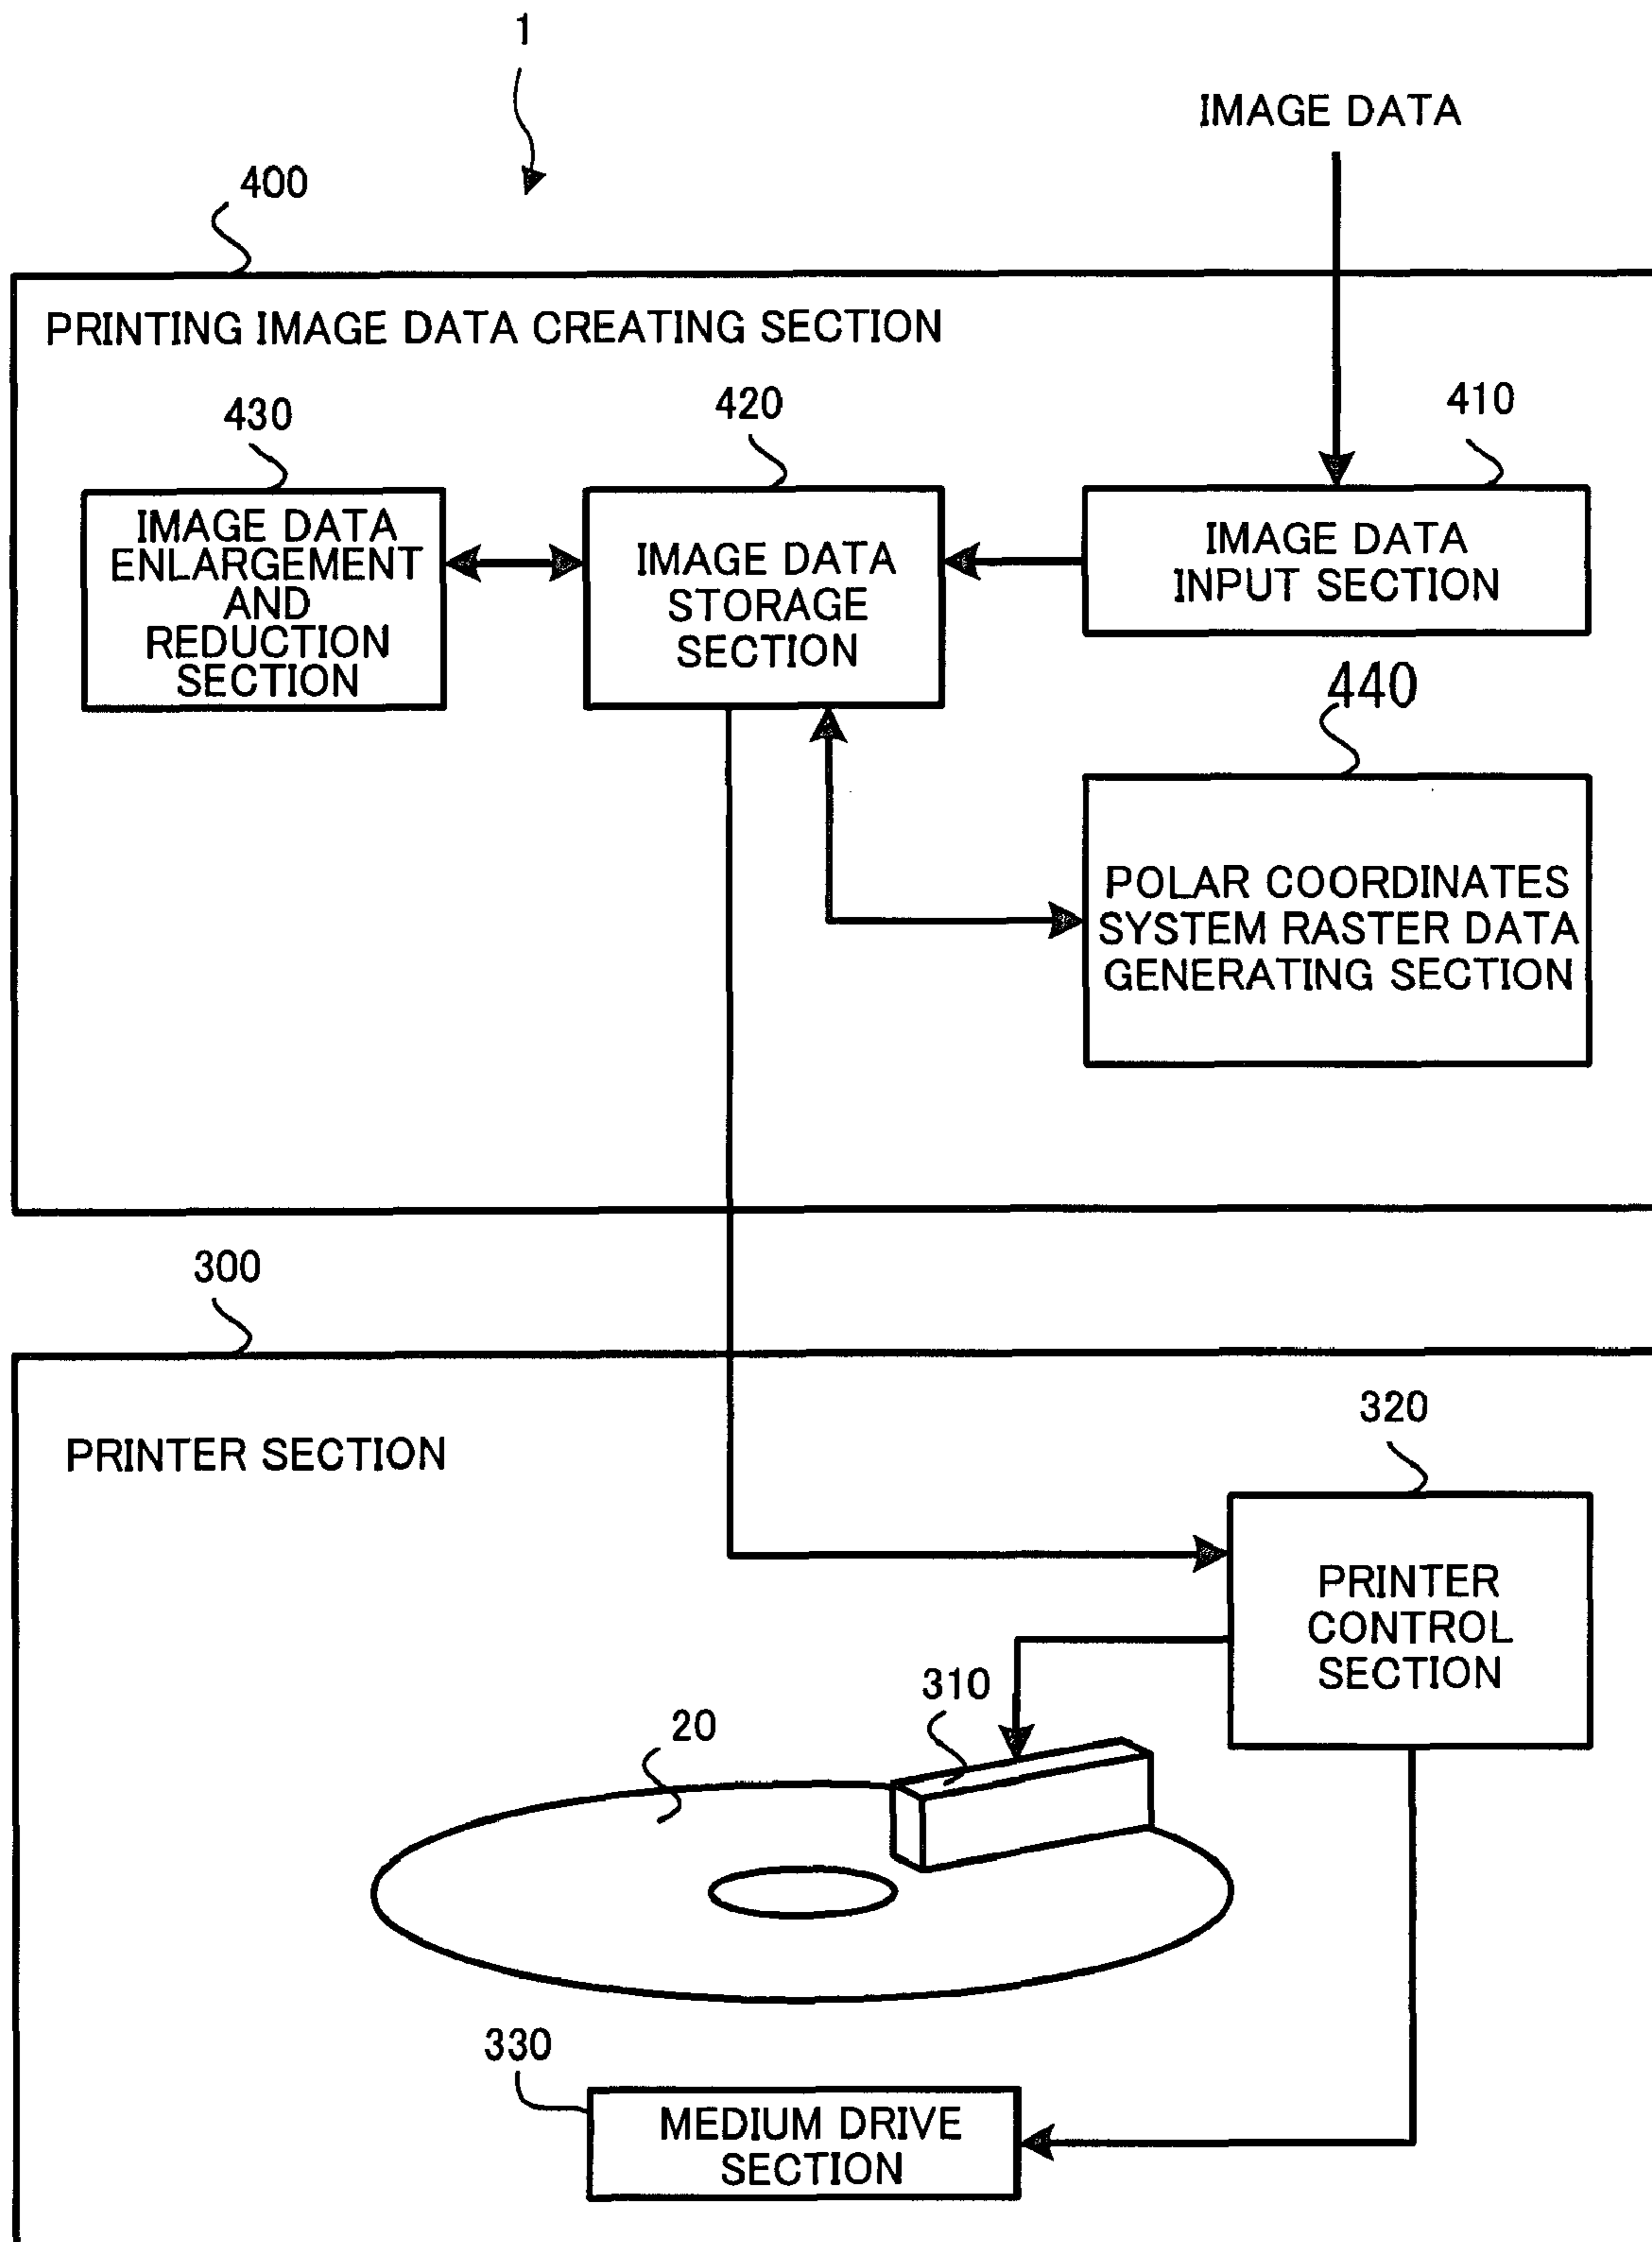 1
IMAGE DATA
400
PRINTING IMAGE DATA CREATING SECTION
430
420
410
IMAGE DATA
ENLARGEMENT
AND
REDUCTION
SECTION
IMAGE DATA
STORAGE
SECTION
IMAGE DATA
INPUT SECTION
440
POLAR COORDINATES
SYSTEM RASTER DATA
GENERATING SECTION
300
PRINTER SECTION
320
PRINTER
CONTROL
SECTION
310
20
330
MEDIUM DRIVE
SECTION